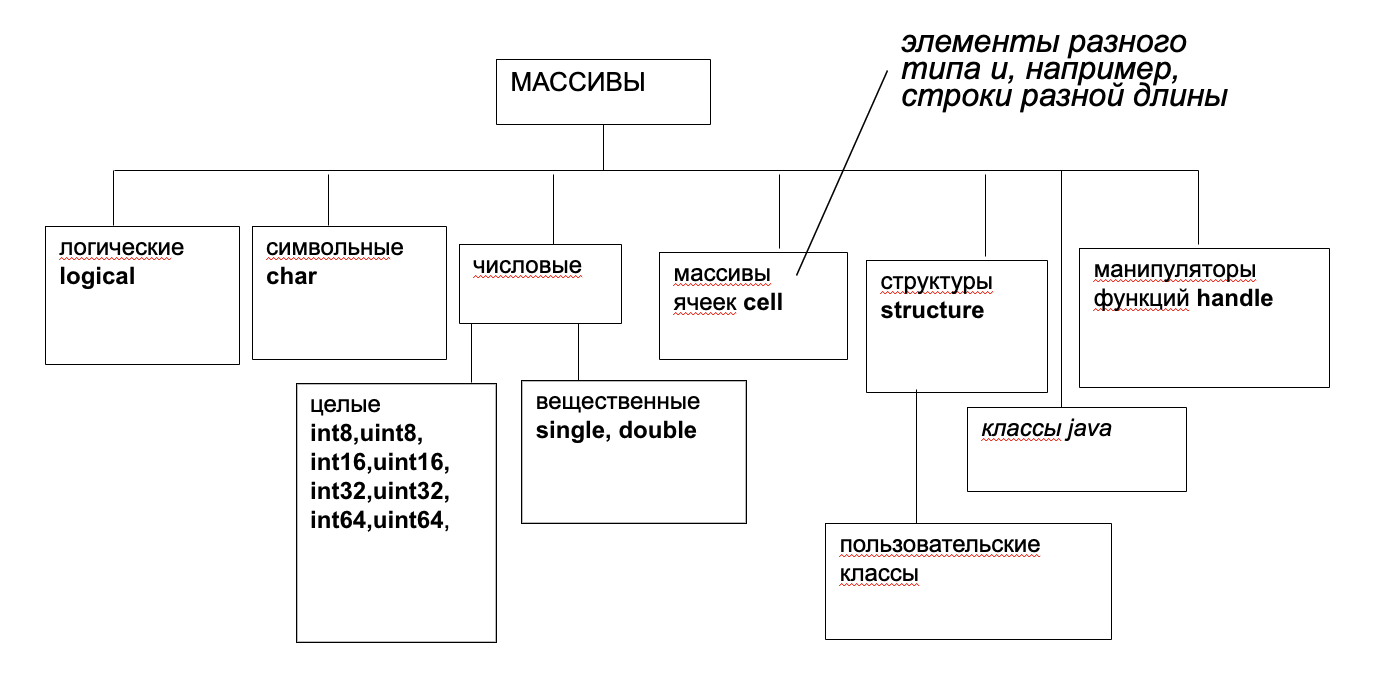 элементы разного
типа и, например,
строки разной длины
МАССИВЫ
логические
logical
символьные
char
числовые
массивы
ячеек cell
структуры
structure
манипуляторы
функций handle
целые
int8,uint8,
int16,uint16,
int32,uint32,
int64,uint64,
вещественные
single, double
классы java
пользовательские
классы